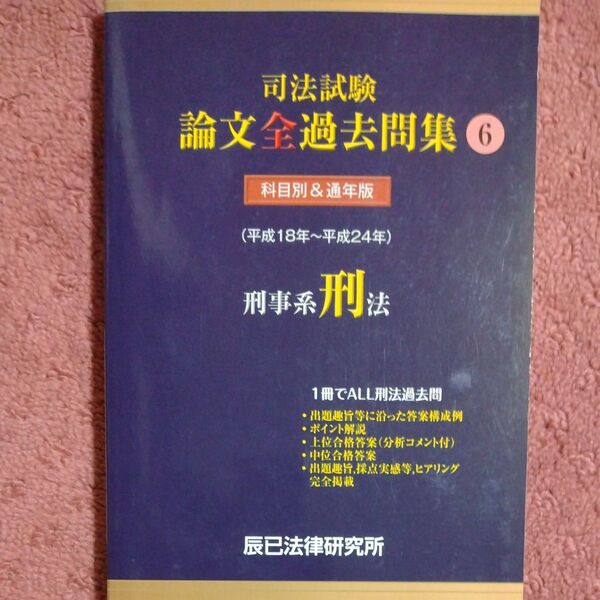 司法試験
論文全過去問集 6
科目別&通年版
(平成18年～平成24年)
刑事系刑法
1冊でALL刑法過去問
・出題趣旨等に沿った答案構成例
・ポイント解説
・上位合格答案(分析コメント付)
・中位合格答案
・出題趣旨,採点実感等,ヒアリング
完全掲載
辰已法律研究所